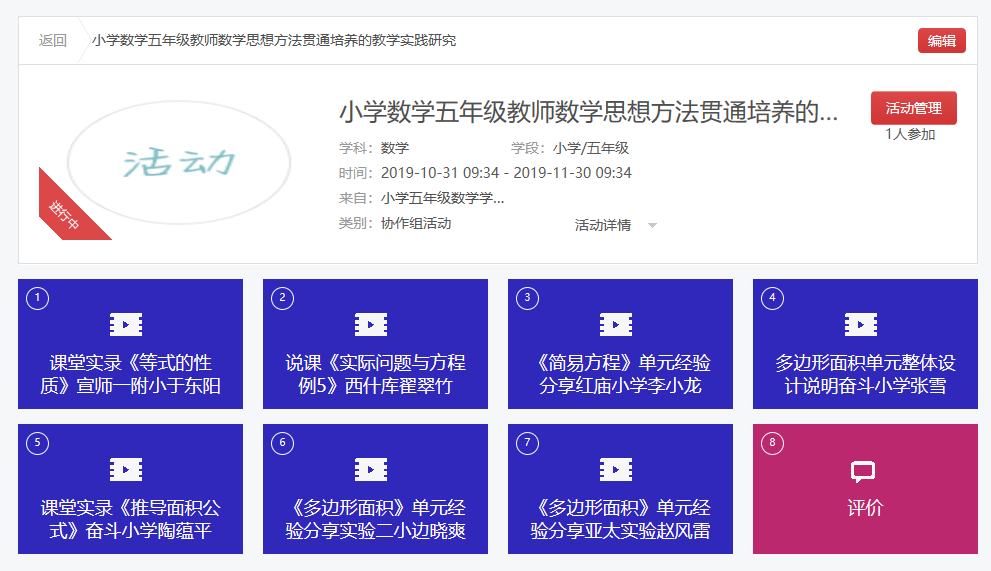 返回
小学数学五年级教师数学思想方法贯通培养的教学实践研究
编辑
活动
进行中
小学数学五年级教师数学思想方法贯通培养的...
活动管理
1人参加
学科：数学
学段：小学/五年级
时间：2019-10-31 09:34 - 2019-11-30 09:34
来自：小学五年级数学学...
类别：协作组活动
活动详情
1
课堂实录《等式的性
质》宣师一附小于东阳
2
说课《实际问题与方程
例5》西什库翟翠竹
3
《简易方程》单元经验
分享红庙小学李小龙
4
多边形面积单元整体设
计说明奋斗小学张雪
5
课堂实录《推导面积公
式》奋斗小学陶蕴平
6
《多边形面积》单元经
验分享实验二小边晓爽
7
《多边形面积》单元经
验分享亚太实验赵风雷
8
评价